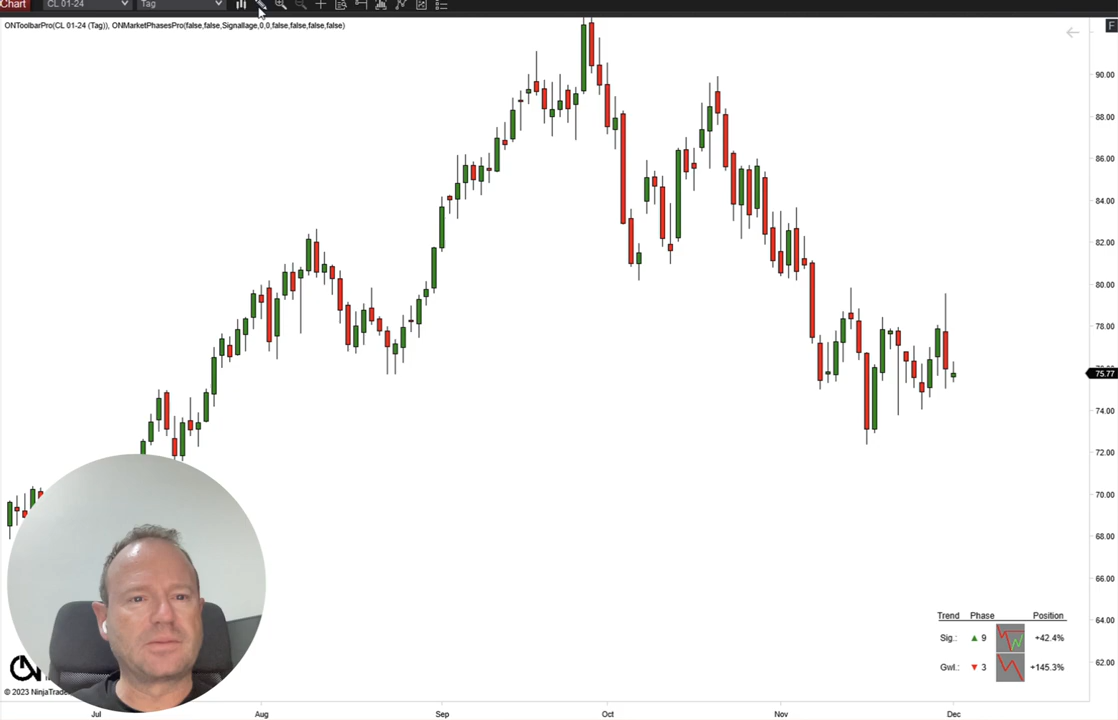 Chart CL 01-24 Tag
ONToolbarPro(CL 01-24 (Tag)), ONMarketPhasesPro(false,false,Signallage,0,0,false,false,false,false)
F
90.00
88.00
86.00
84.00
82.00
80.00
78.00
75.77
74.00
72.00
70.00
68.00
66.00
64.00
62.00
Trend Phase Position
Sig.: ▲ 9 +42.4%
Gwl.: ▼ 3 +145.3%
© 2023 NinjaTrade
Jul Aug Sep Oct Nov Dec